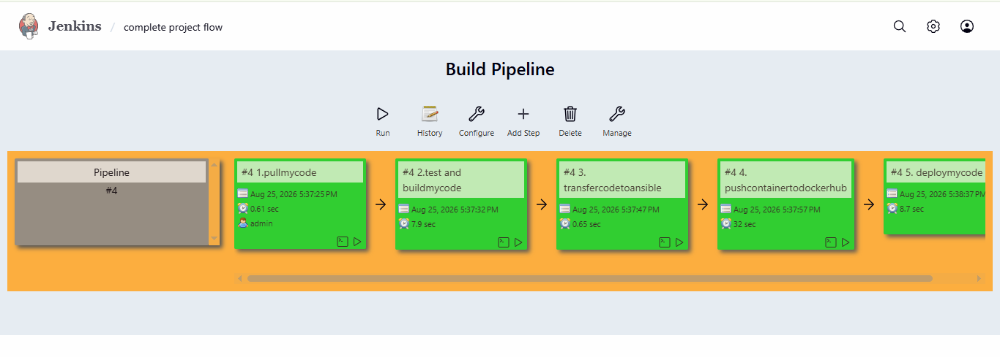 Jenkins / complete project flow
Build Pipeline
Run History Configure Add Step Delete Manage
Pipeline
#4
#4 1.pullmycode
Aug 25, 2026 5:37:25 PM
0.61 sec
admin
#4 2.test and
buildmycode
Aug 25, 2026 5:37:32 PM
7.9 sec
#4 3.
transfercodetoansible
Aug 25, 2026 5:37:47 PM
0.65 sec
#4 4.
pushcontainertodockerhub
Aug 25, 2026 5:37:57 PM
32 sec
#4 5. deploymycode
Aug 25, 2026 5:38:37 PM
8.7 sec